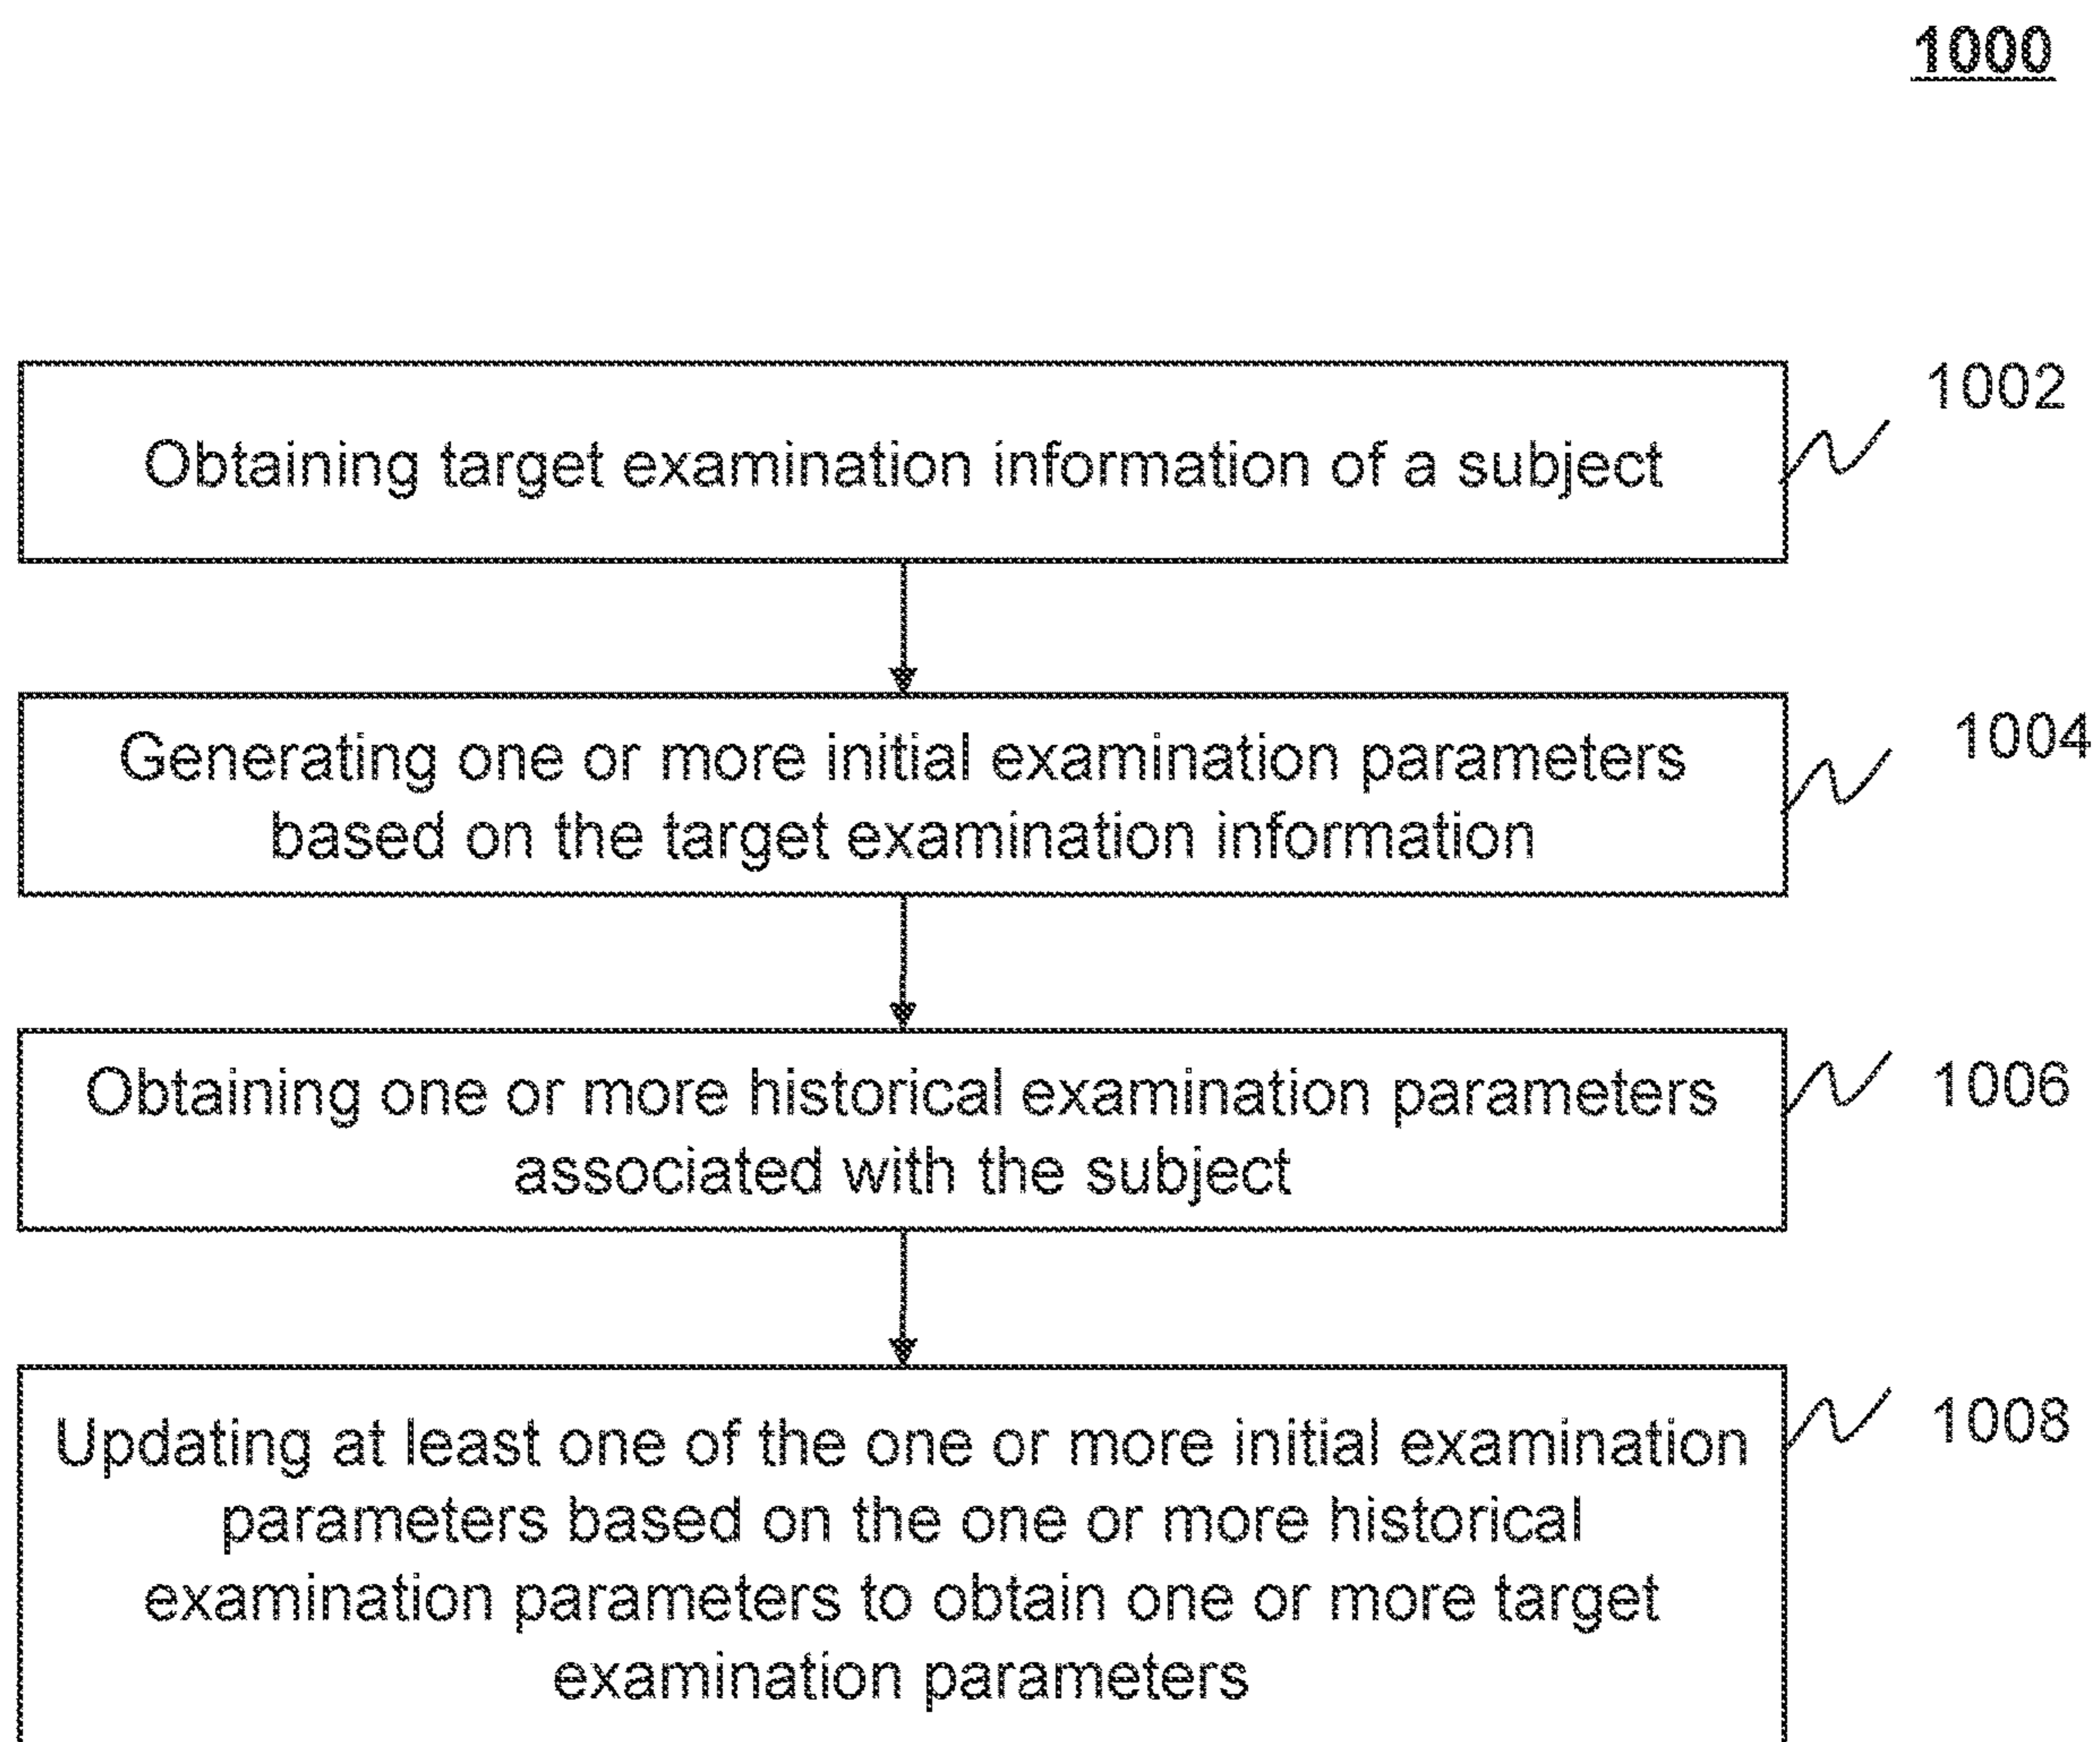 1000
Obtaining target examination information of a subject
1002
Generating one or more initial examination parameters
based on the target examination information
1004
Obtaining one or more historical examination parameters
associated with the subject
1006
Updating at least one of the one or more initial examination
parameters based on the one or more historical
examination parameters to obtain one or more target
examination parameters
1008